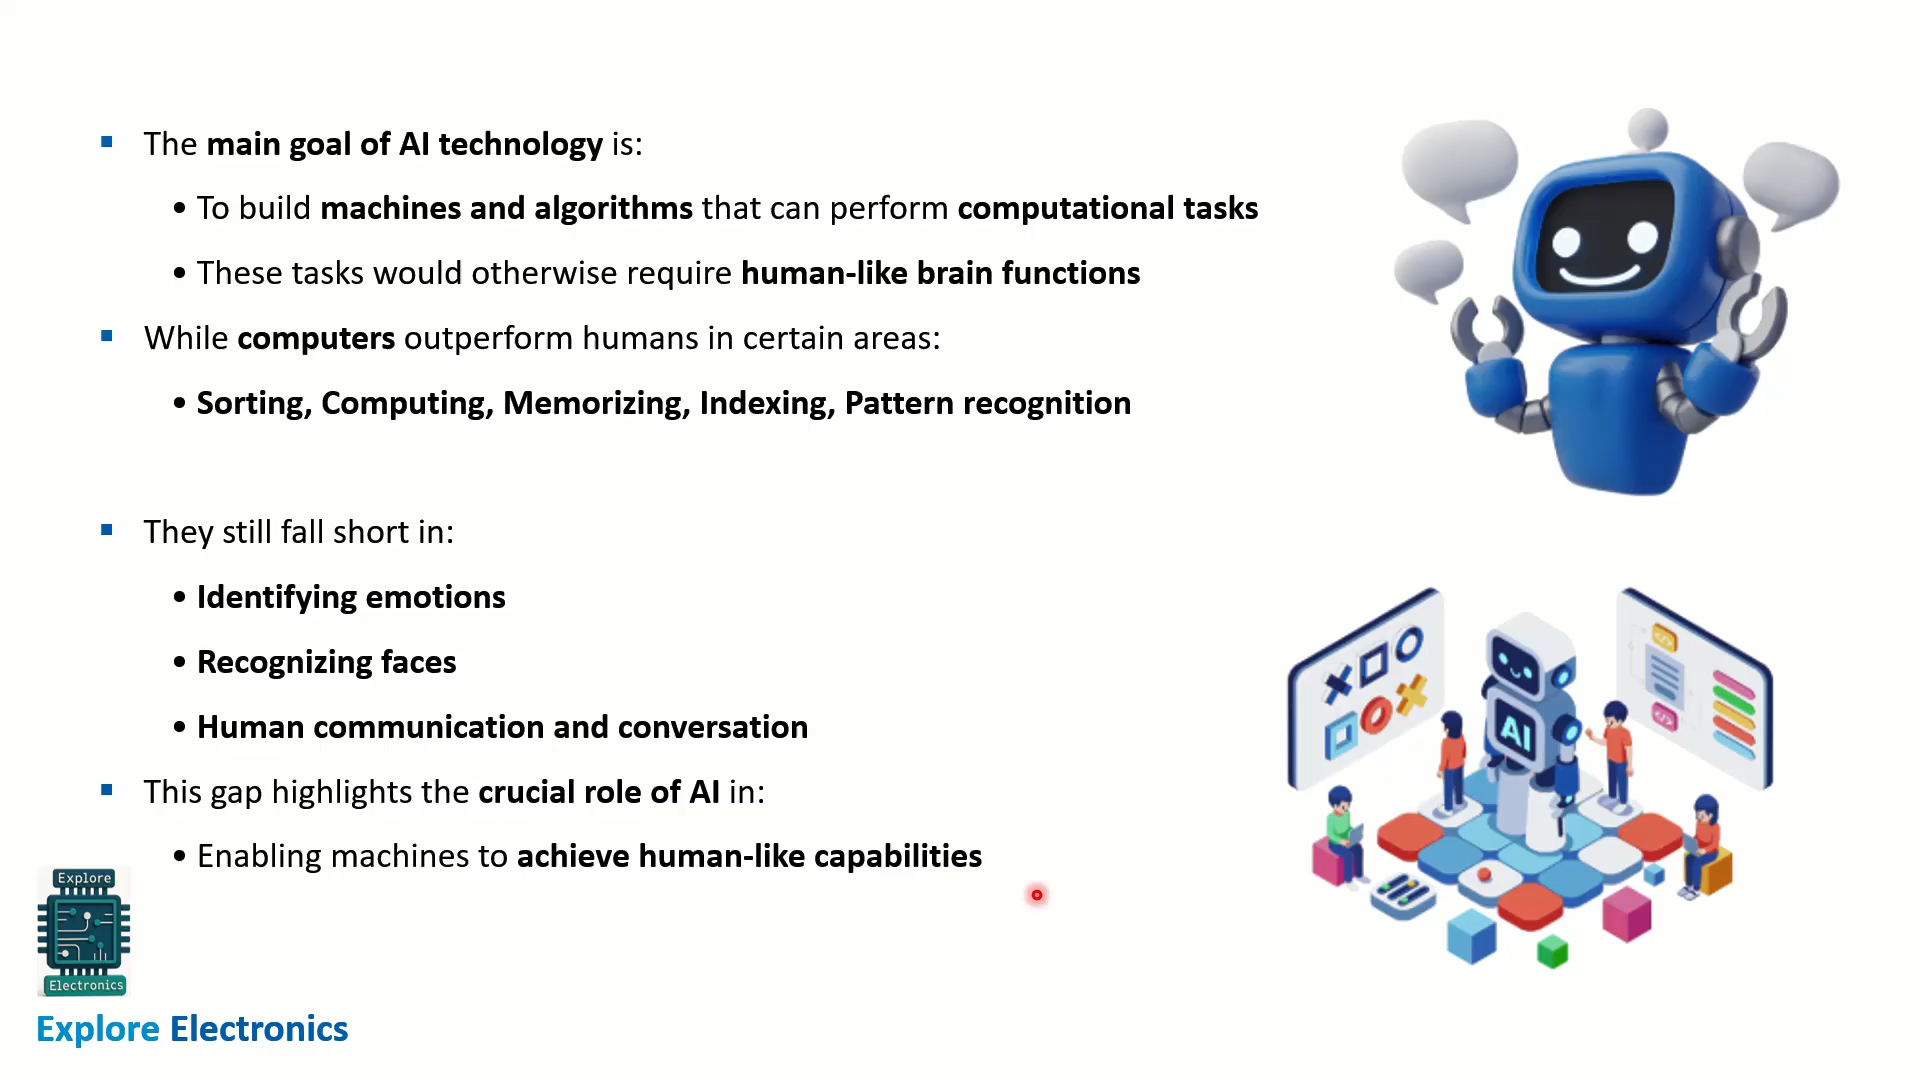 ▪ The main goal of AI technology is:
• To build machines and algorithms that can perform computational tasks
• These tasks would otherwise require human-like brain functions
▪ While computers outperform humans in certain areas:
• Sorting, Computing, Memorizing, Indexing, Pattern recognition
▪ They still fall short in:
• Identifying emotions
• Recognizing faces
• Human communication and conversation
▪ This gap highlights the crucial role of AI in:
• Enabling machines to achieve human-like capabilities
AI
Explore
Electronics
Explore Electronics